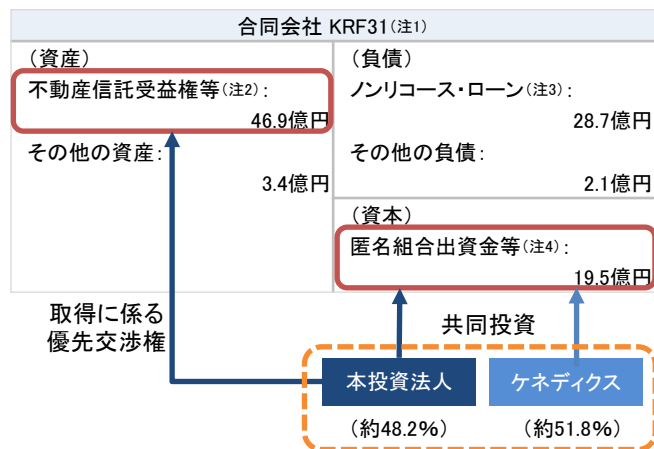 合同会社 KRF31(注1)
(資産)
不動産信託受益権等(注2):
46.9億円
その他の資産:
3.4億円
(負債)
ノンリコース・ローン(注3):
28.7億円
その他の負債:
2.1億円
(資本)
匿名組合出資金等(注4):
19.5億円
取得に係る
優先交渉権
共同投資
本投資法人
ケネディクス
(約48.2%)
(約51.8%)